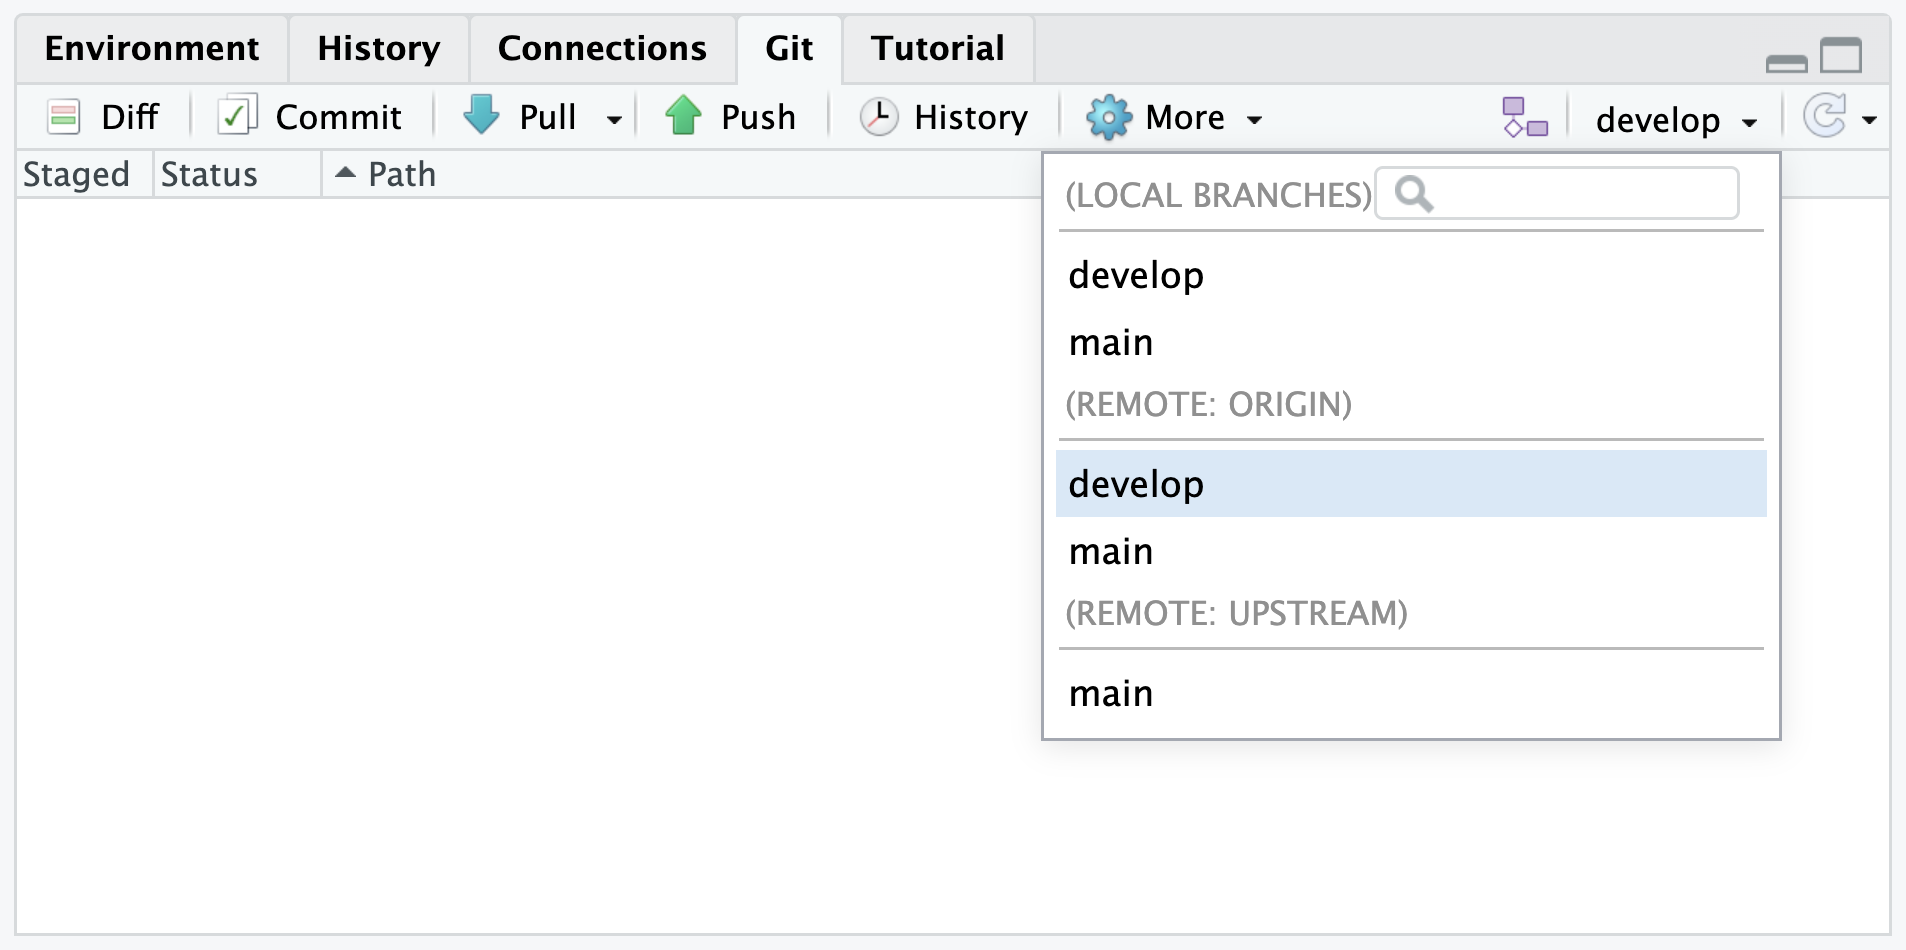 Environment History Connections Git Tutorial
Diff Commit Pull Push History More develop
Staged Status Path
(LOCAL BRANCHES)
develop
main
(REMOTE: ORIGIN)
develop
main
(REMOTE: UPSTREAM)
main